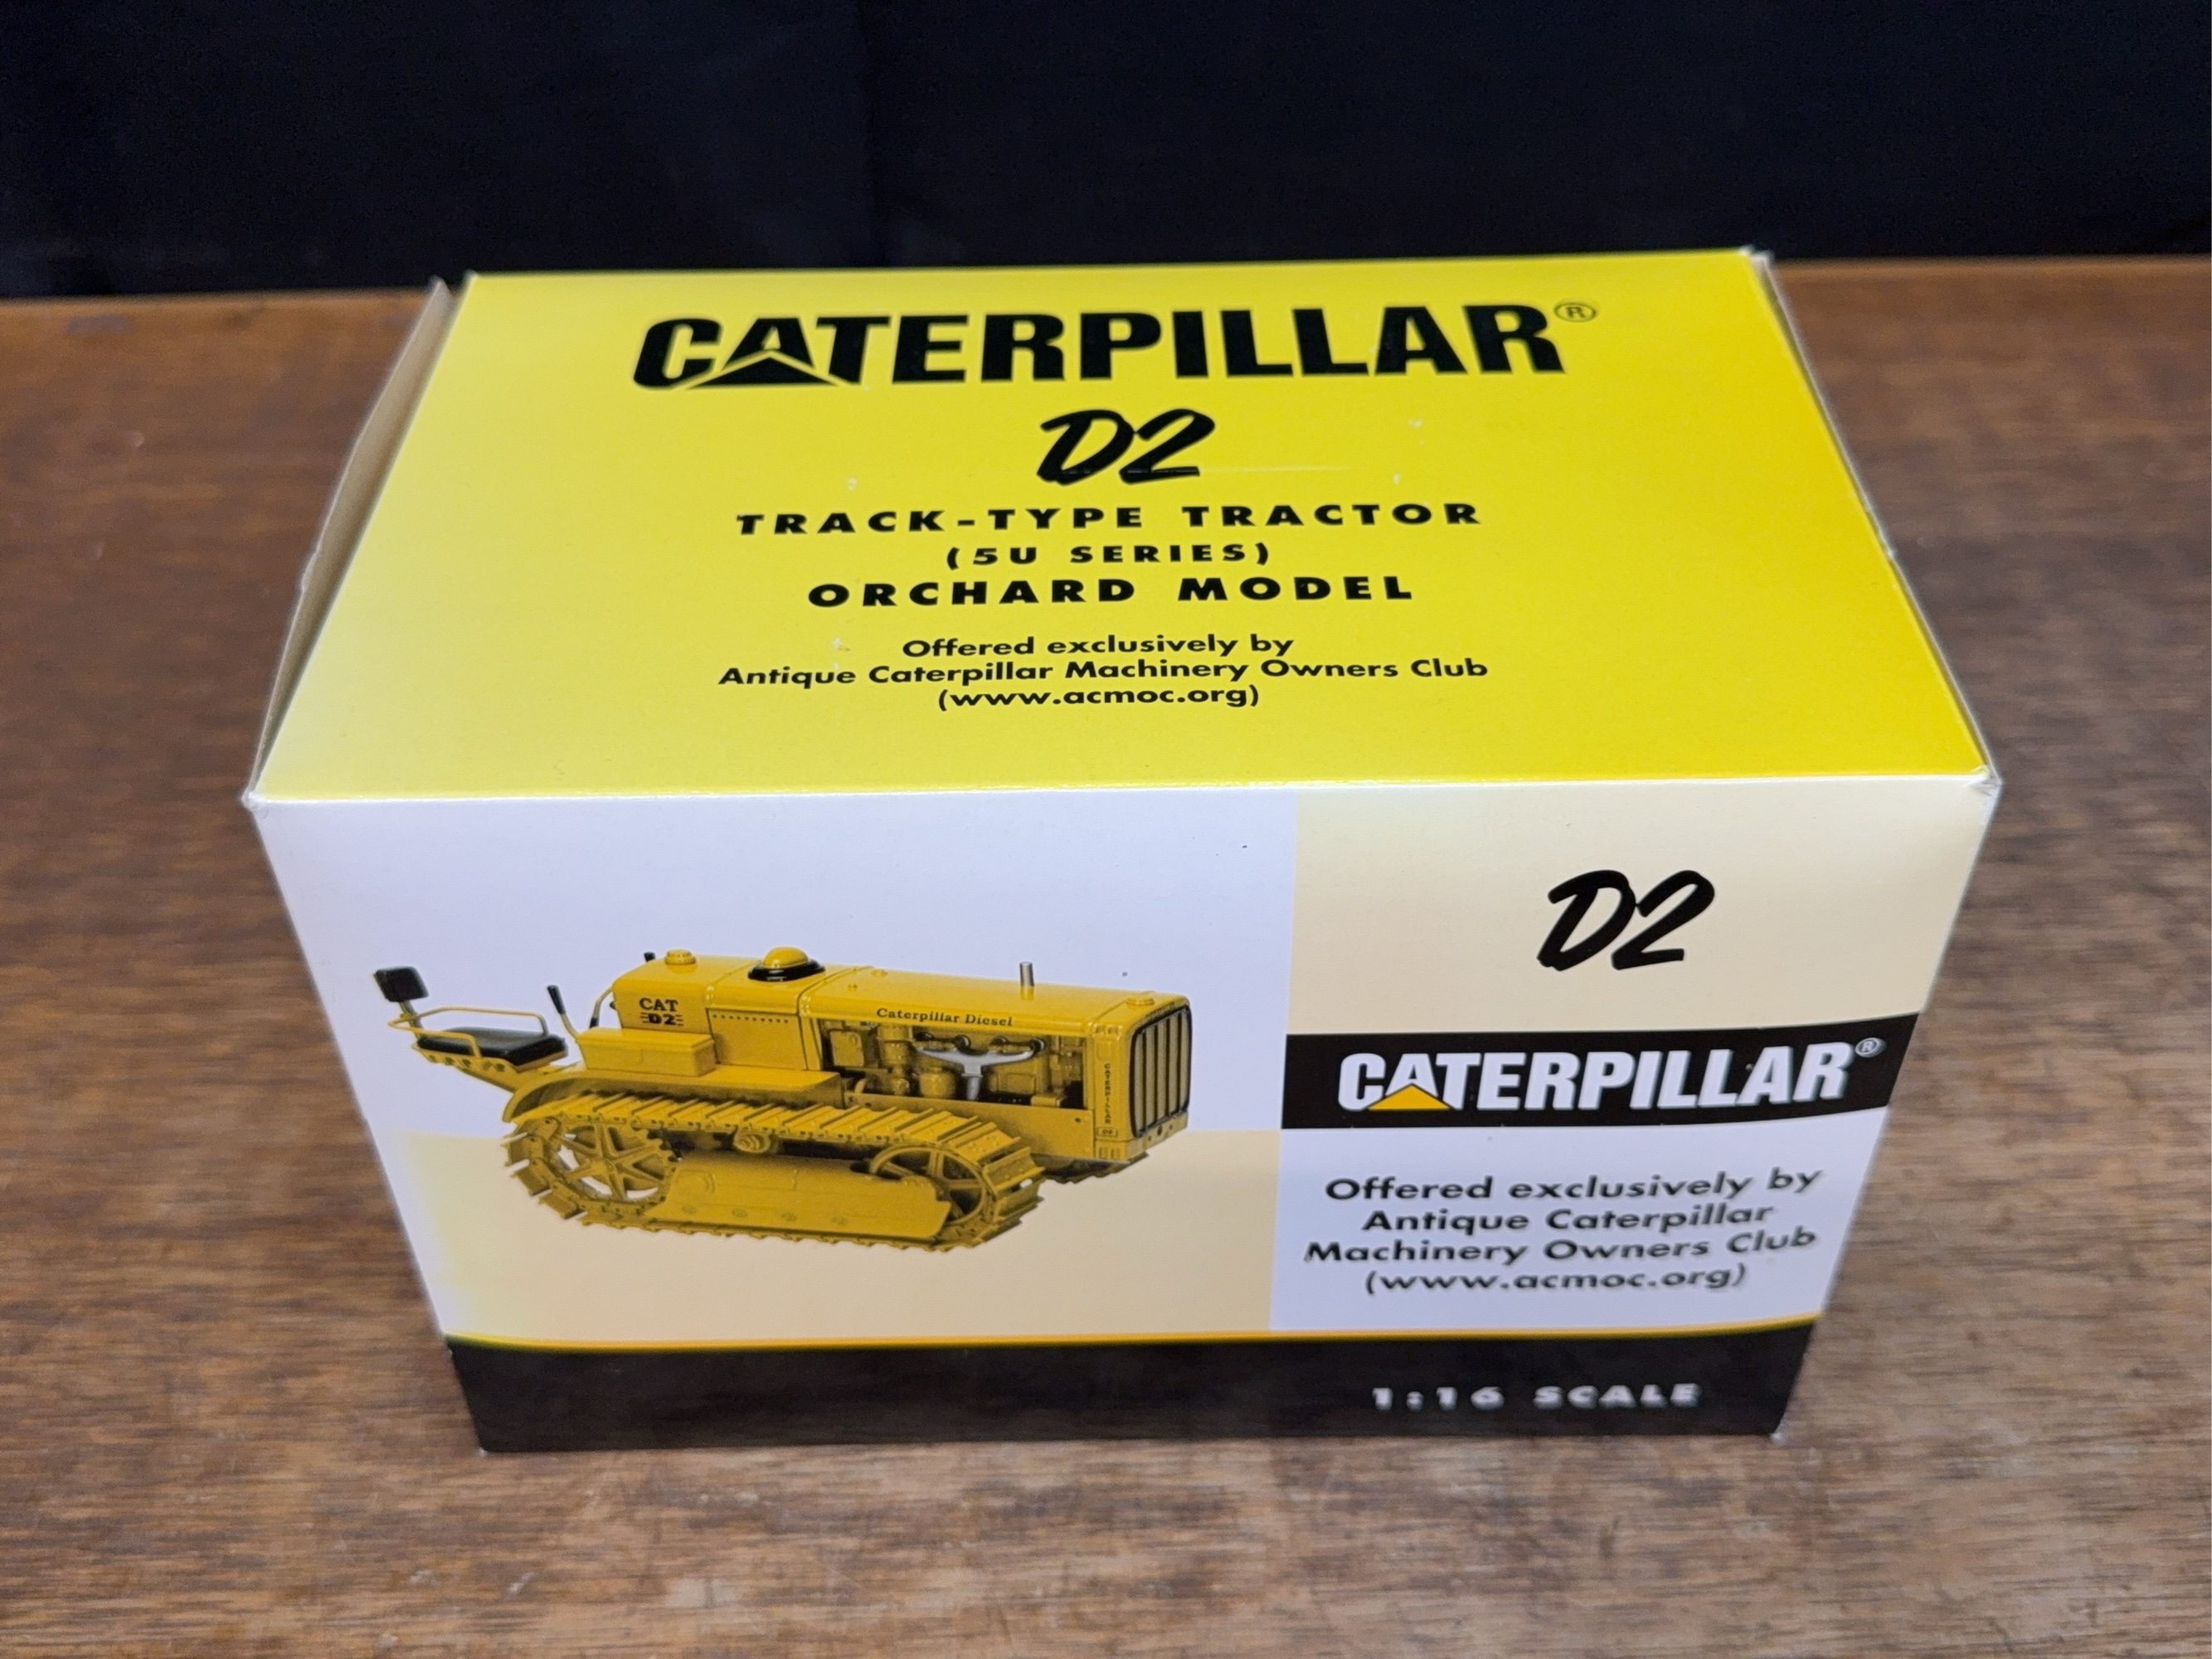 CATERPILLAR®
D2
TRACK-TYPE TRACTOR
(5U SERIES)
ORCHARD MODEL
Offered exclusively by
Antique Caterpillar Machinery Owners Club
(www.acmoc.org)
D2
CATERPILLAR®
Offered exclusively by
Antique Caterpillar
Machinery Owners Club
(www.acmoc.org)
1:16 SCALE
CAT
D2
Caterpillar Diesel
CATERPILLAR